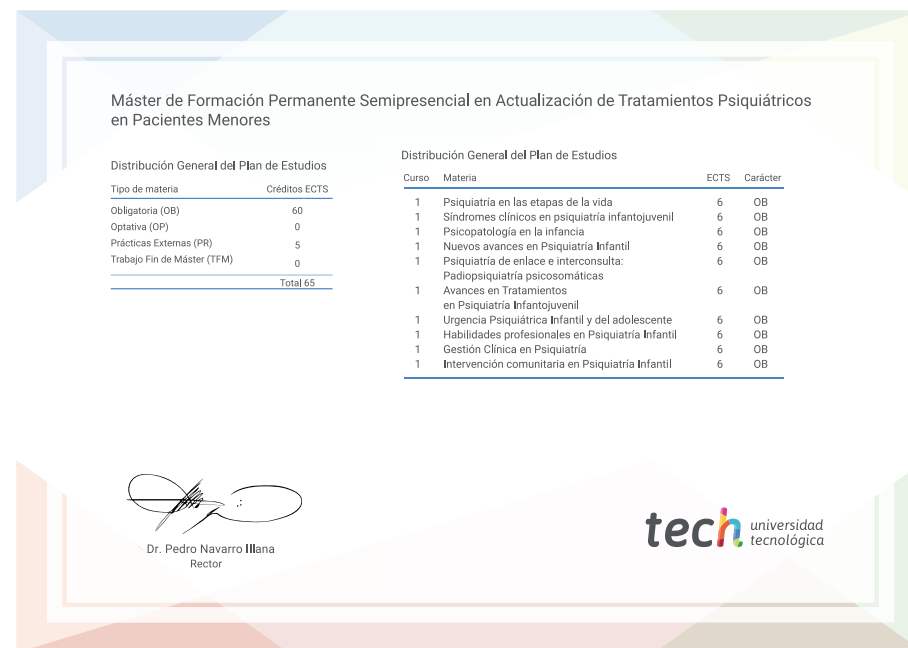 Máster de Formación Permanente Semipresencial en Actualización de Tratamientos Psiquiátricos
en Pacientes Menores
Distribución General del Plan de Estudios
Tipo de materia Créditos ECTS
Obligatoria (OB) 60
Optativa (OP) 0
Prácticas Externas (PR) 5
Trabajo Fin de Máster (TFM) 0
Total 65
Distribución General del Plan de Estudios
Curso Materia ECTS Carácter
1 Psiquiatría en las etapas de la vida 6 OB
1 Síndromes clínicos en psiquiatría infantojuvenil 6 OB
1 Psicopatología en la infancia 6 OB
1 Nuevos avances en Psiquiatría Infantil 6 OB
1 Psiquiatría de enlace e interconsulta: 6 OB
Padiopsiquiatría psicosomáticas
1 Avances en Tratamientos 6 OB
en Psiquiatría Infantojuvenil
1 Urgencia Psiquiátrica Infantil y del adolescente 6 OB
1 Habilidades profesionales en Psiquiatría Infantil 6 OB
1 Gestión Clínica en Psiquiatría 6 OB
1 Intervención comunitaria en Psiquiatría Infantil 6 OB
Dr. Pedro Navarro Illana
Rector
tech universidad
tecnológica